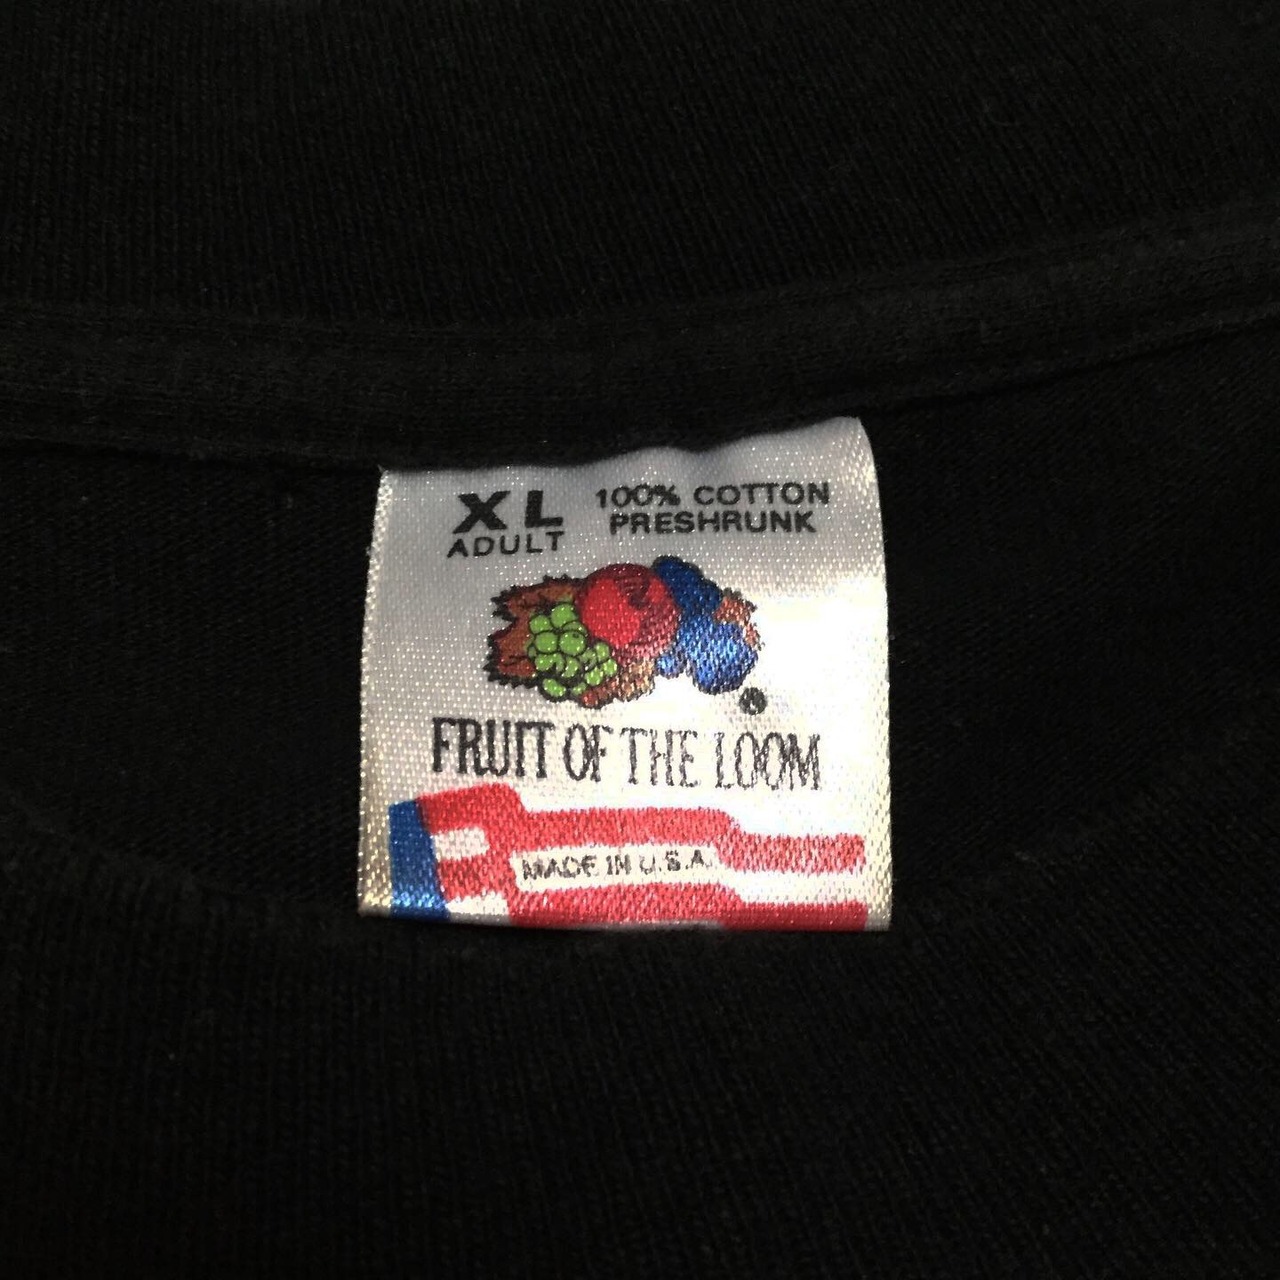 XL
ADULT
100% COTTON
PRESHRUNK
®
FRUIT OF THE LOOM
MADE IN U.S.A.